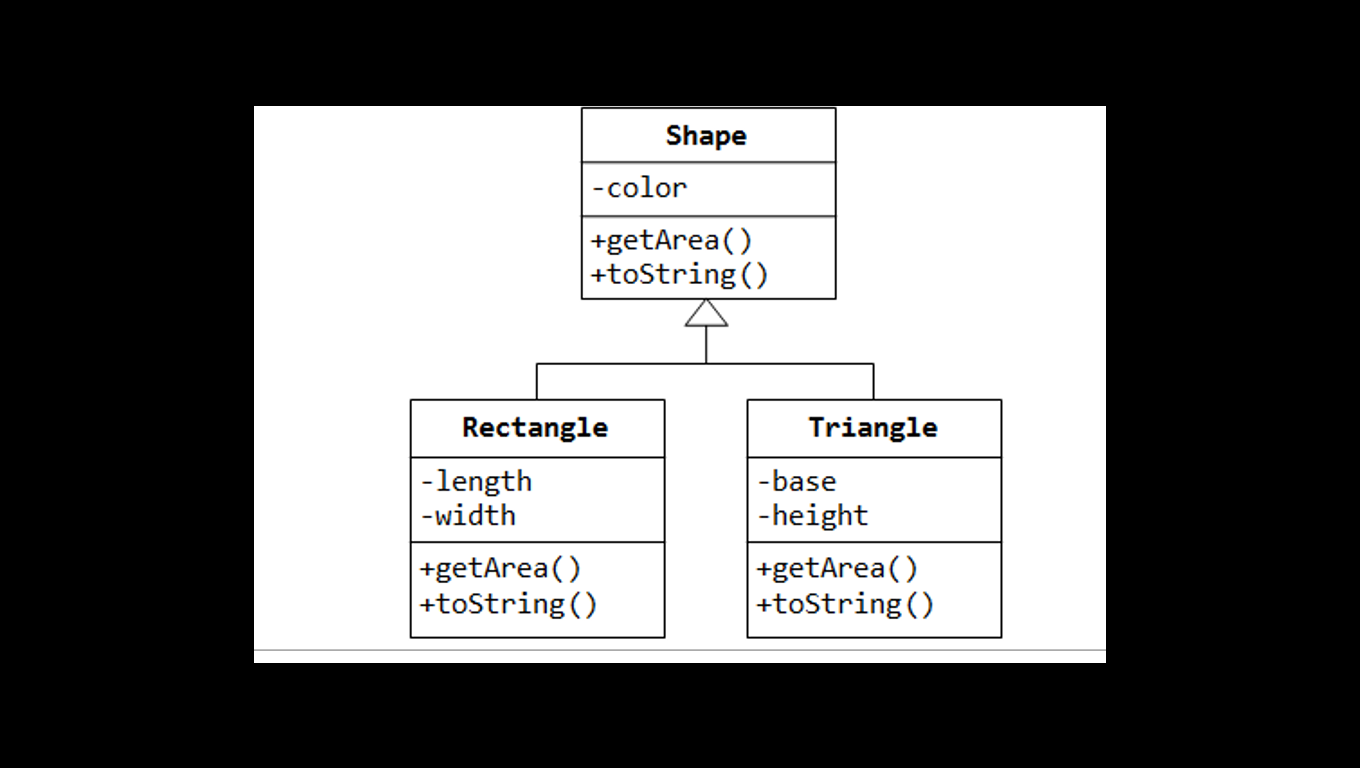 Shape
-color
+getArea()
+toString()
Rectangle
-length
-width
+getArea()
+toString()
Triangle
-base
-height
+getArea()
+toString()